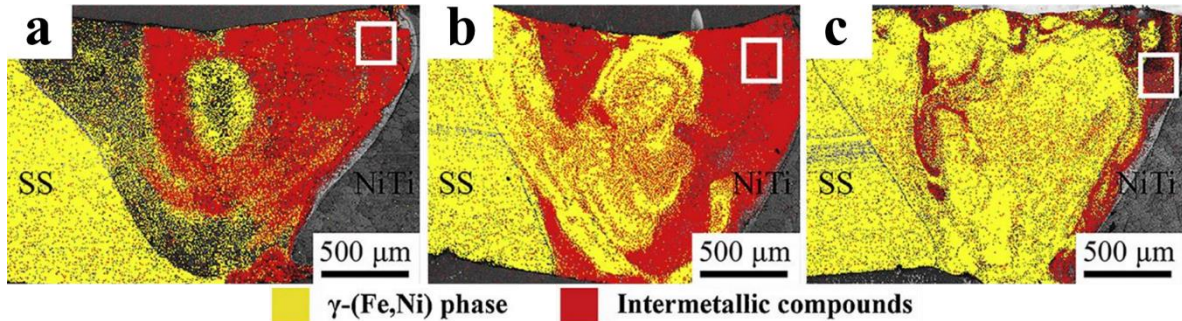 a
b
c
SS
NiTi
SS
NiTi
SS
NiTi
500 μm
500 μm
500 μm
γ-(Fe,Ni) phase
Intermetallic compounds